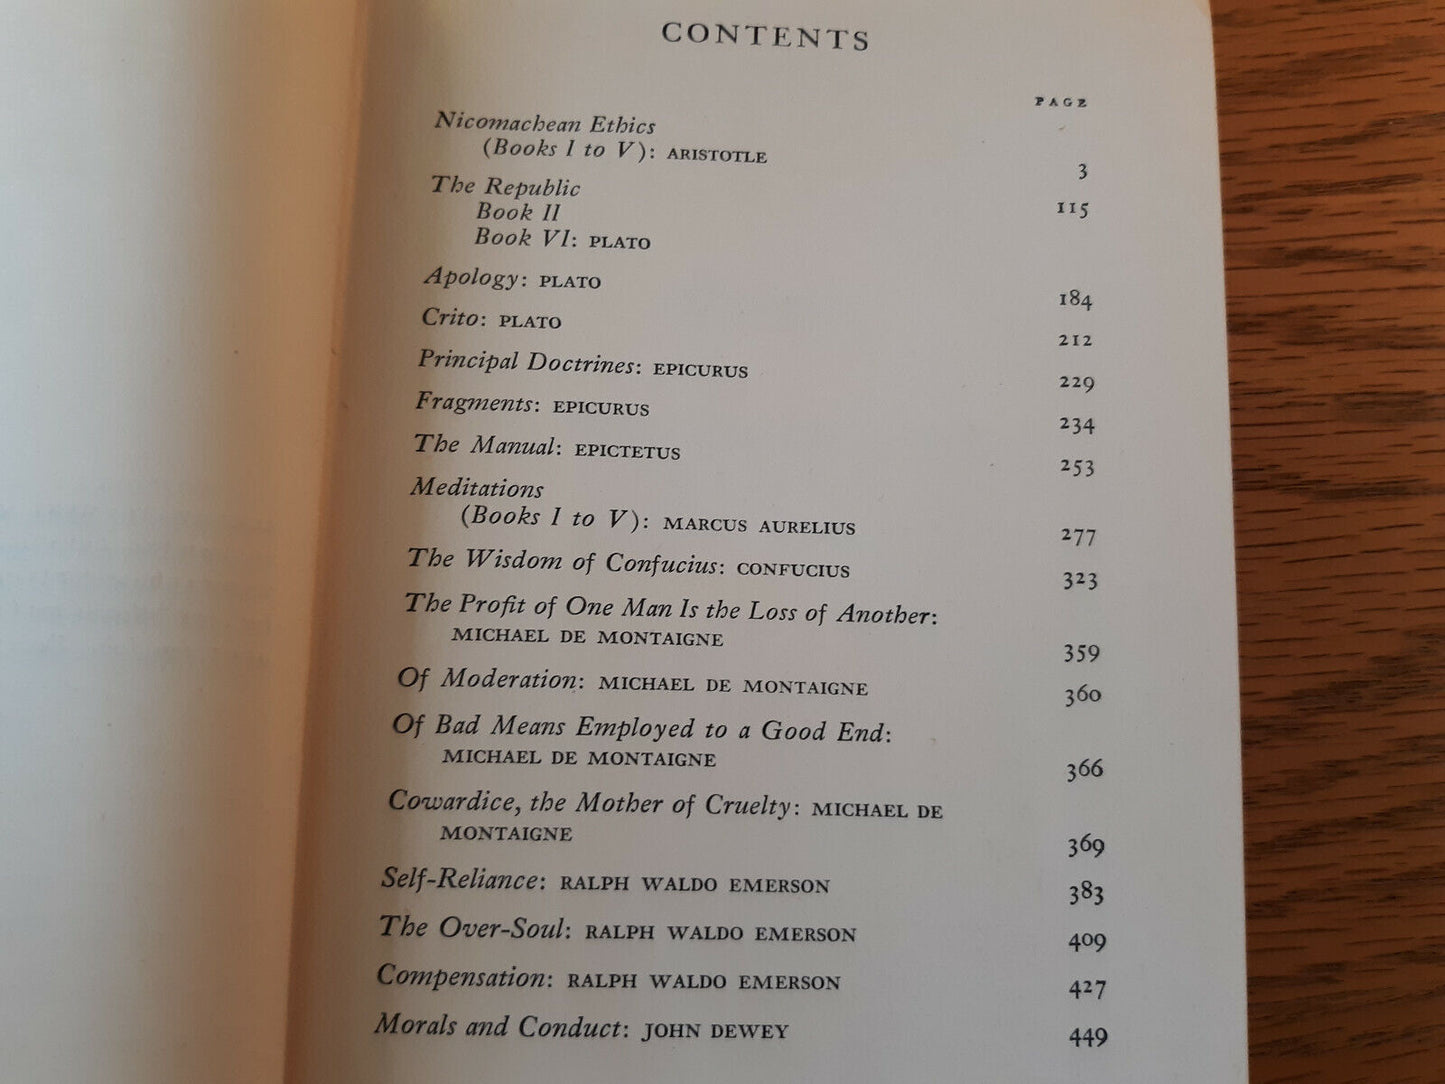 CONTENTS
PAGE
Nicomachean Ethics
(Books I to V): ARISTOTLE 3
The Republic
Book II 115
Book VI: PLATO
Apology: PLATO 184
Crito: PLATO 212
Principal Doctrines: EPICURUS 229
Fragments: EPICURUS 234
The Manual: EPICTETUS 253
Meditations
(Books I to V): MARCUS AURELIUS 277
The Wisdom of Confucius: CONFUCIUS 323
The Profit of One Man Is the Loss of Another:
MICHAEL DE MONTAIGNE 359
Of Moderation: MICHAEL DE MONTAIGNE 360
Of Bad Means Employed to a Good End:
MICHAEL DE MONTAIGNE 366
Cowardice, the Mother of Cruelty: MICHAEL DE
MONTAIGNE 369
Self-Reliance: RALPH WALDO EMERSON 383
The Over-Soul: RALPH WALDO EMERSON 409
Compensation: RALPH WALDO EMERSON 427
Morals and Conduct: JOHN DEWEY 449